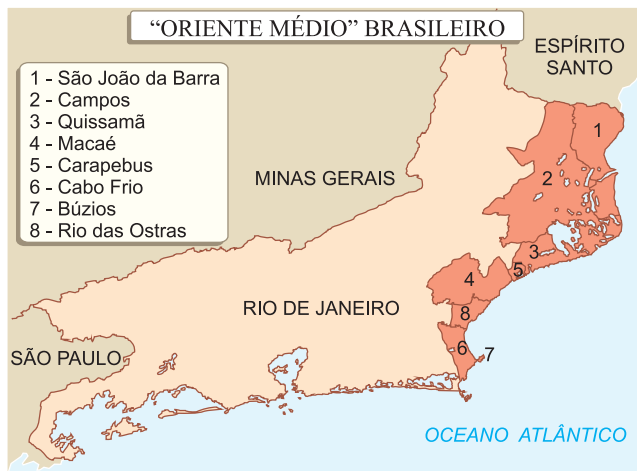 “ORIENTE MÉDIO” BRASILEIRO
ESPÍRITO
SANTO
1 - São João da Barra
2 - Campos
3 - Quissamã
4 - Macaé
5 - Carapebus
6 - Cabo Frio
7 - Búzios
8 - Rio das Ostras
1
2
MINAS GERAIS
3
5
4
RIO DE JANEIRO
8
6
7
SÃO PAULO
OCEANO ATLÂNTICO